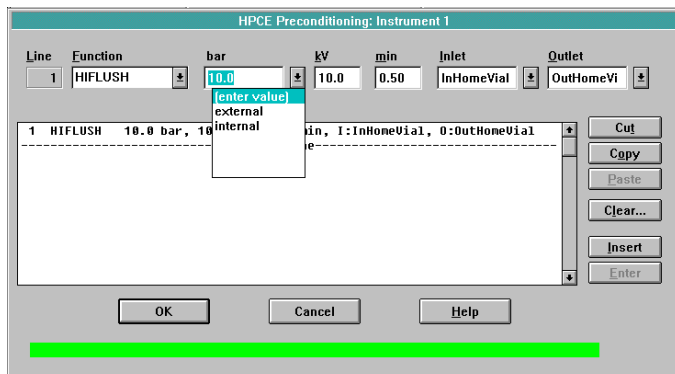 HPCE Preconditioning: Instrument 1
Line Function bar kV min Inlet Outlet
1 HIFLUSH 10.0 10.0 0.50 InHomeVial OutHomeVi
(enter value)
external
internal
1 HIFLUSH 10.0 bar, 10 in, I:InHomeVial, O:OutHomeVial
Cut
Copy
Paste
Clear...
Insert
Enter
OK Cancel Help